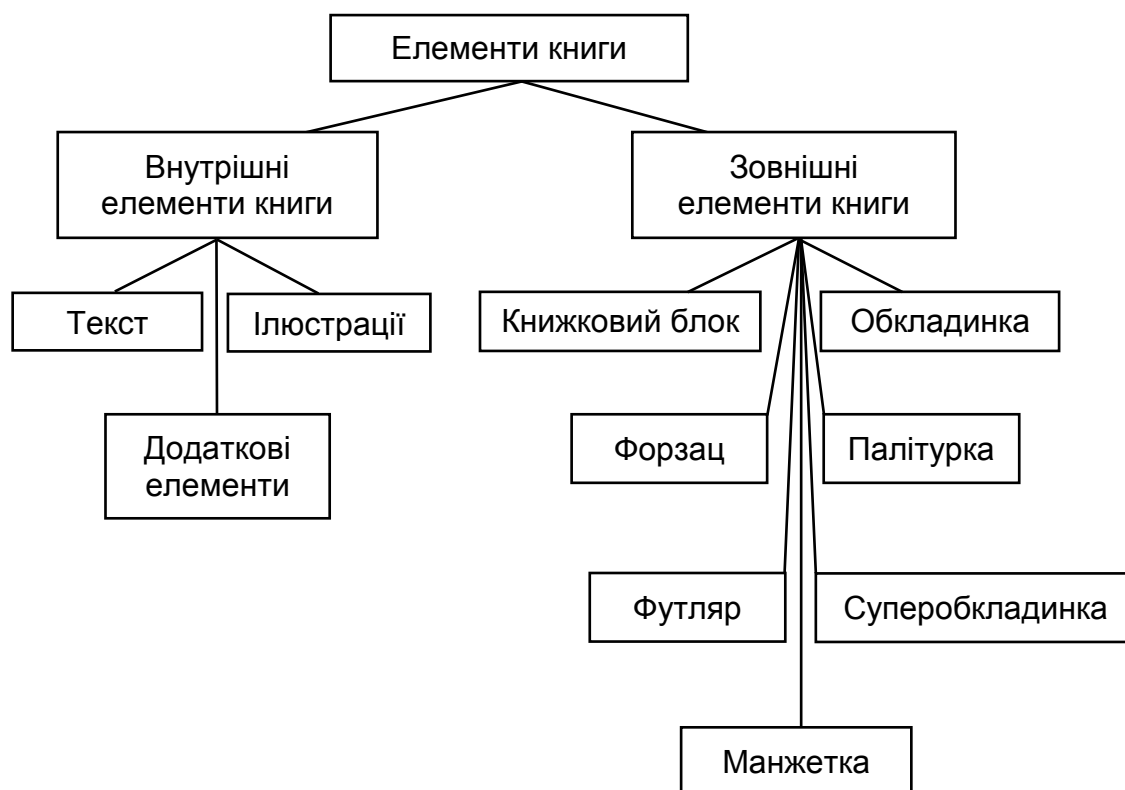 Елементи книги
Внутрішні
елементи книги
Зовнішні
елементи книги
Текст
Ілюстрації
Книжковий блок
Обкладинка
Додаткові
елементи
Форзац
Палітурка
Футляр
Суперобкладинка
Манжетка